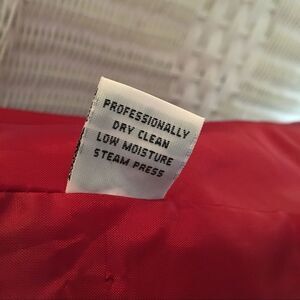 PROFESSIONALLY
DRY CLEAN
LOW MOISTURE
STEAM PRESS